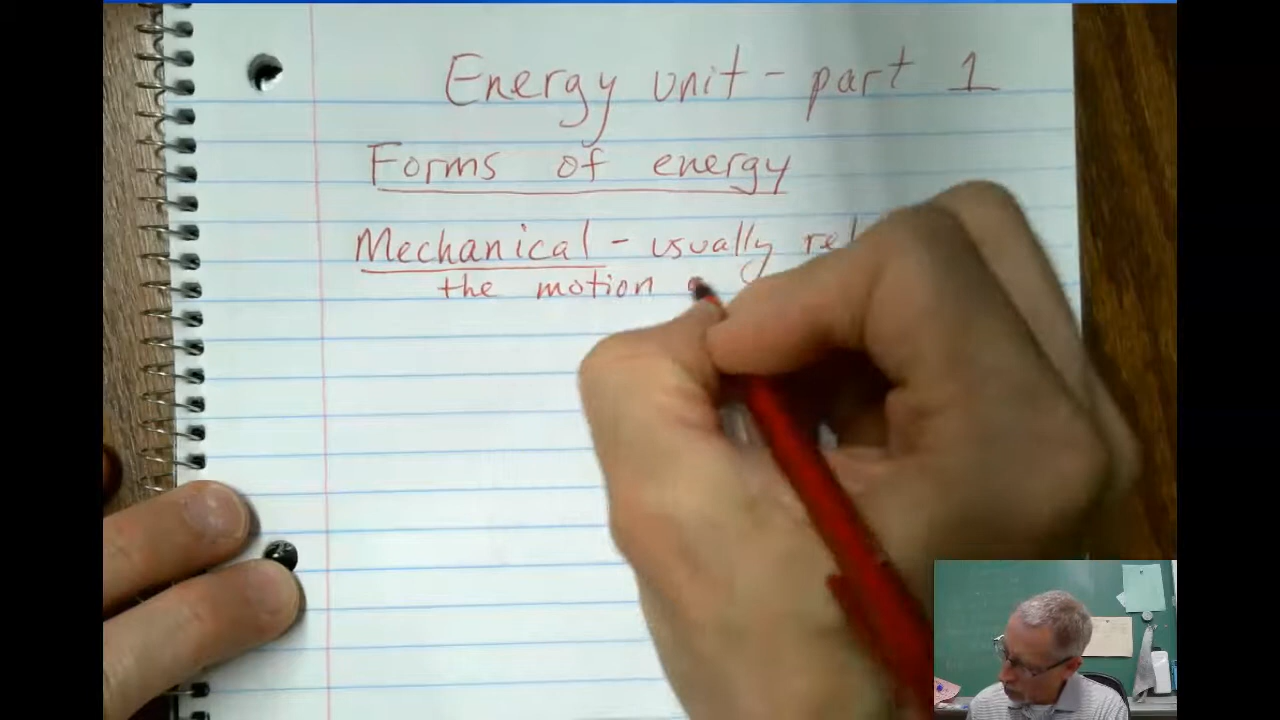 Energy unit - part 1
Forms of energy
Mechanical - usually
the motion